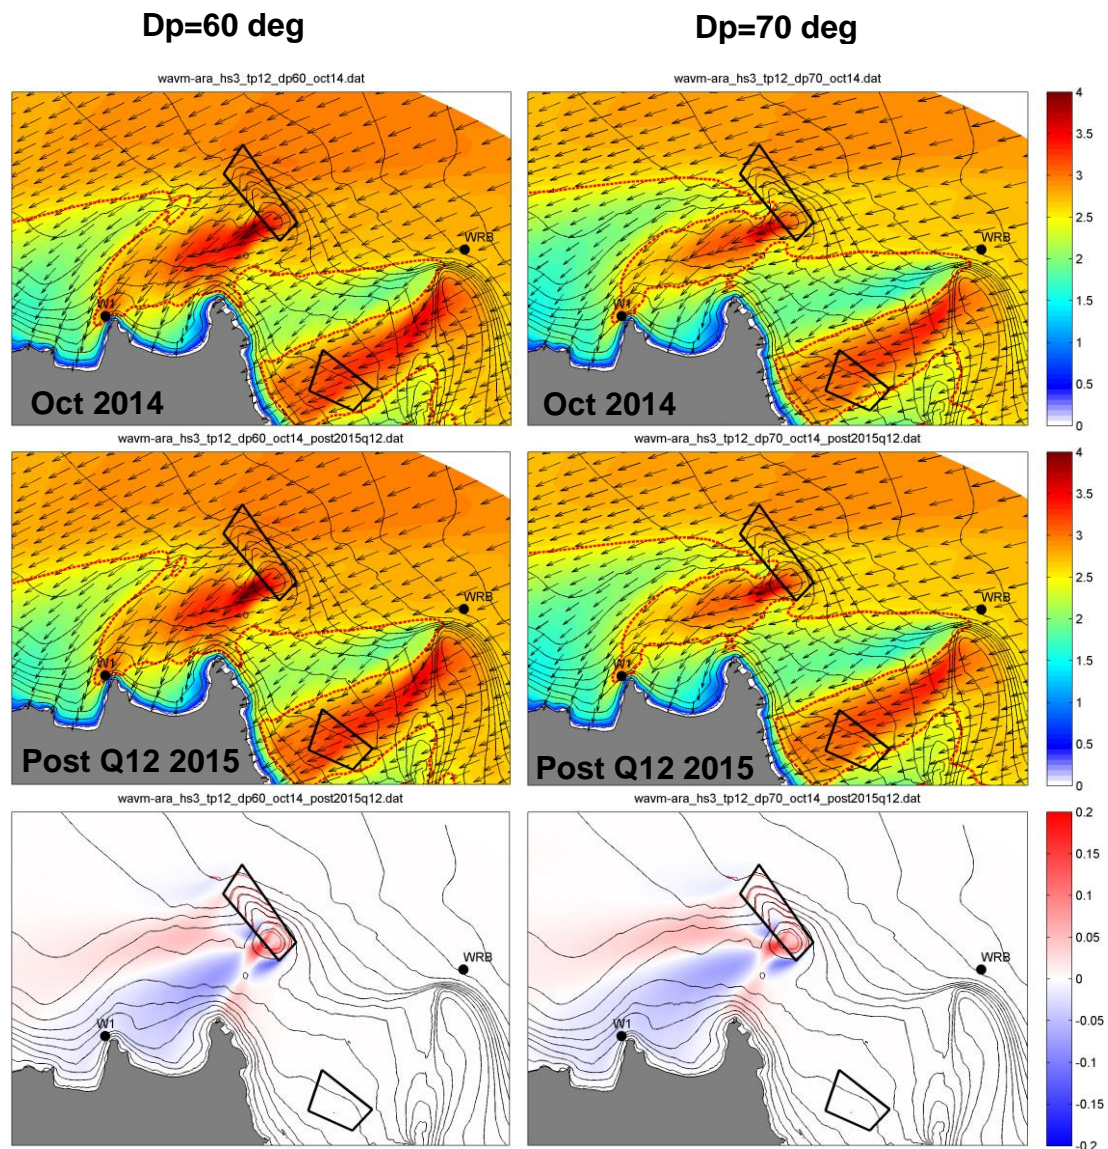 Dp=60 deg
Dp=70 deg
wavm-ara_hs3_tp12_dp60_oct14.dat
wavm-ara_hs3_tp12_dp70_oct14.dat
WRB
W1
Oct 2014
WRB
W1
Oct 2014
4
3.5
3
2.5
2
1.5
1
0.5
0
wavm-ara_hs3_tp12_dp60_oct14_post2015q12.dat
wavm-ara_hs3_tp12_dp70_oct14_post2015q12.dat
WRB
W1
Post Q12 2015
WRB
W1
Post Q12 2015
4
3.5
3
2.5
2
1.5
1
0.5
0
wavm-ara_hs3_tp12_dp60_oct14_post2015q12.dat
wavm-ara_hs3_tp12_dp70_oct14_post2015q12.dat
WRB
W1
WRB
W1
0.2
0.15
0.1
0.05
0
-0.05
-0.1
-0.15
-0.2